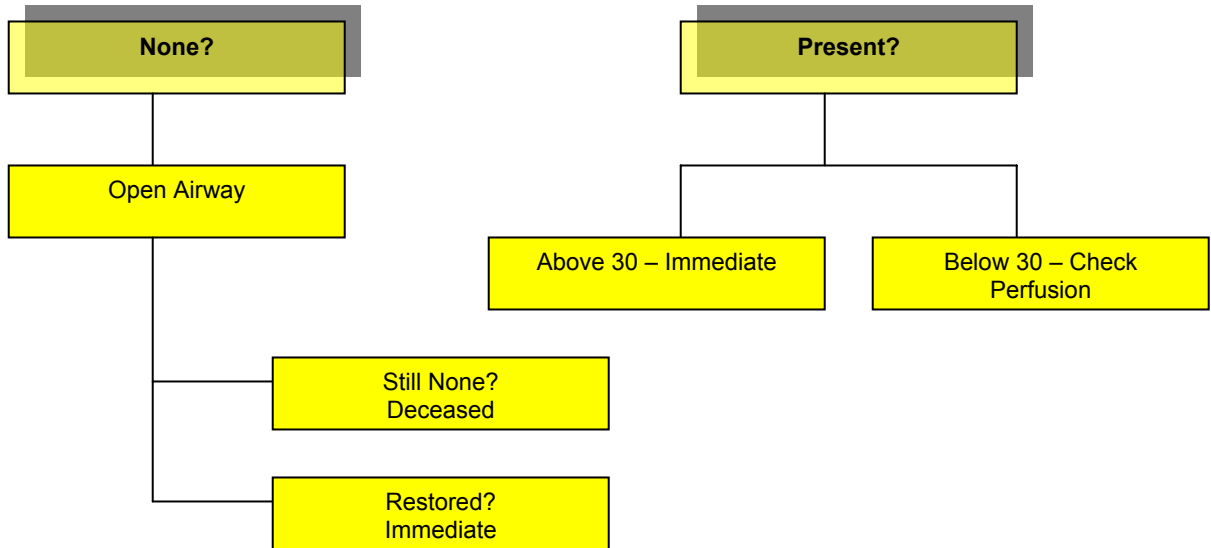 None?
Present?
Open Airway
Above 30 – Immediate
Below 30 – Check
Perfusion
Still None?
Deceased
Restored?
Immediate